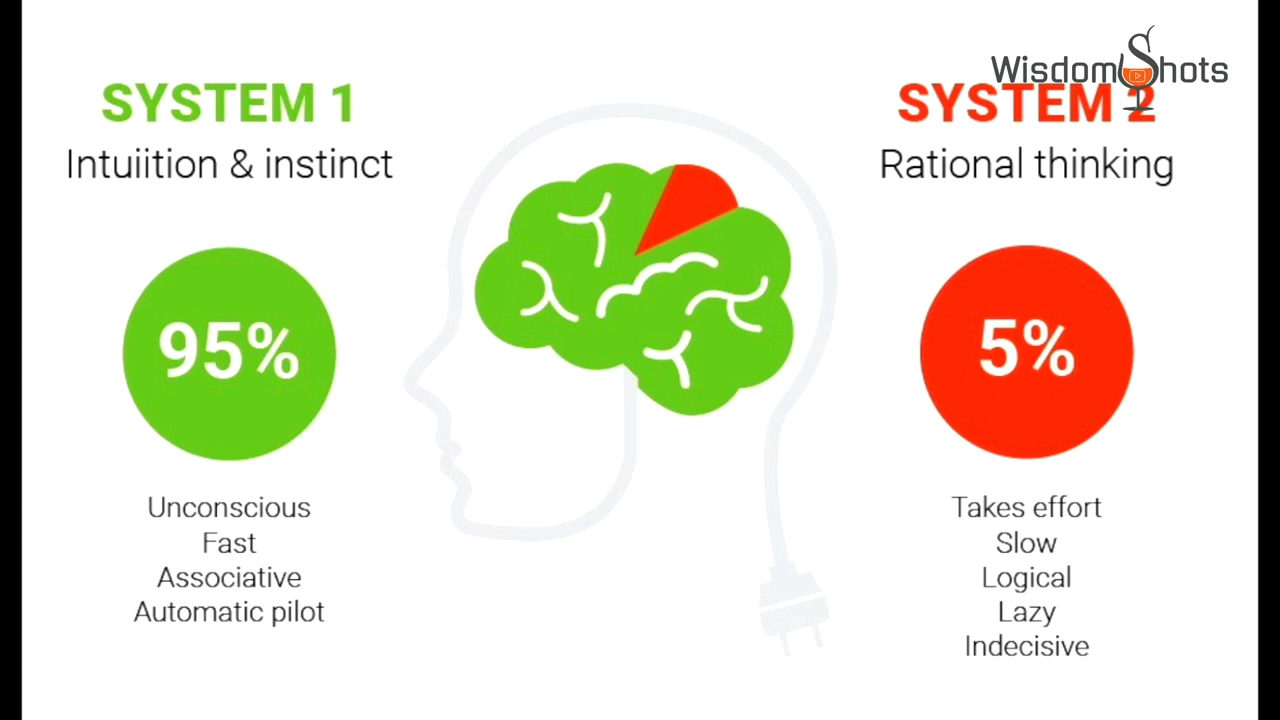 WisdomShots
SYSTEM 1
Intuiition & instinct
95%
Unconscious
Fast
Associative
Automatic pilot
SYSTEM 2
Rational thinking
5%
Takes effort
Slow
Logical
Lazy
Indecisive